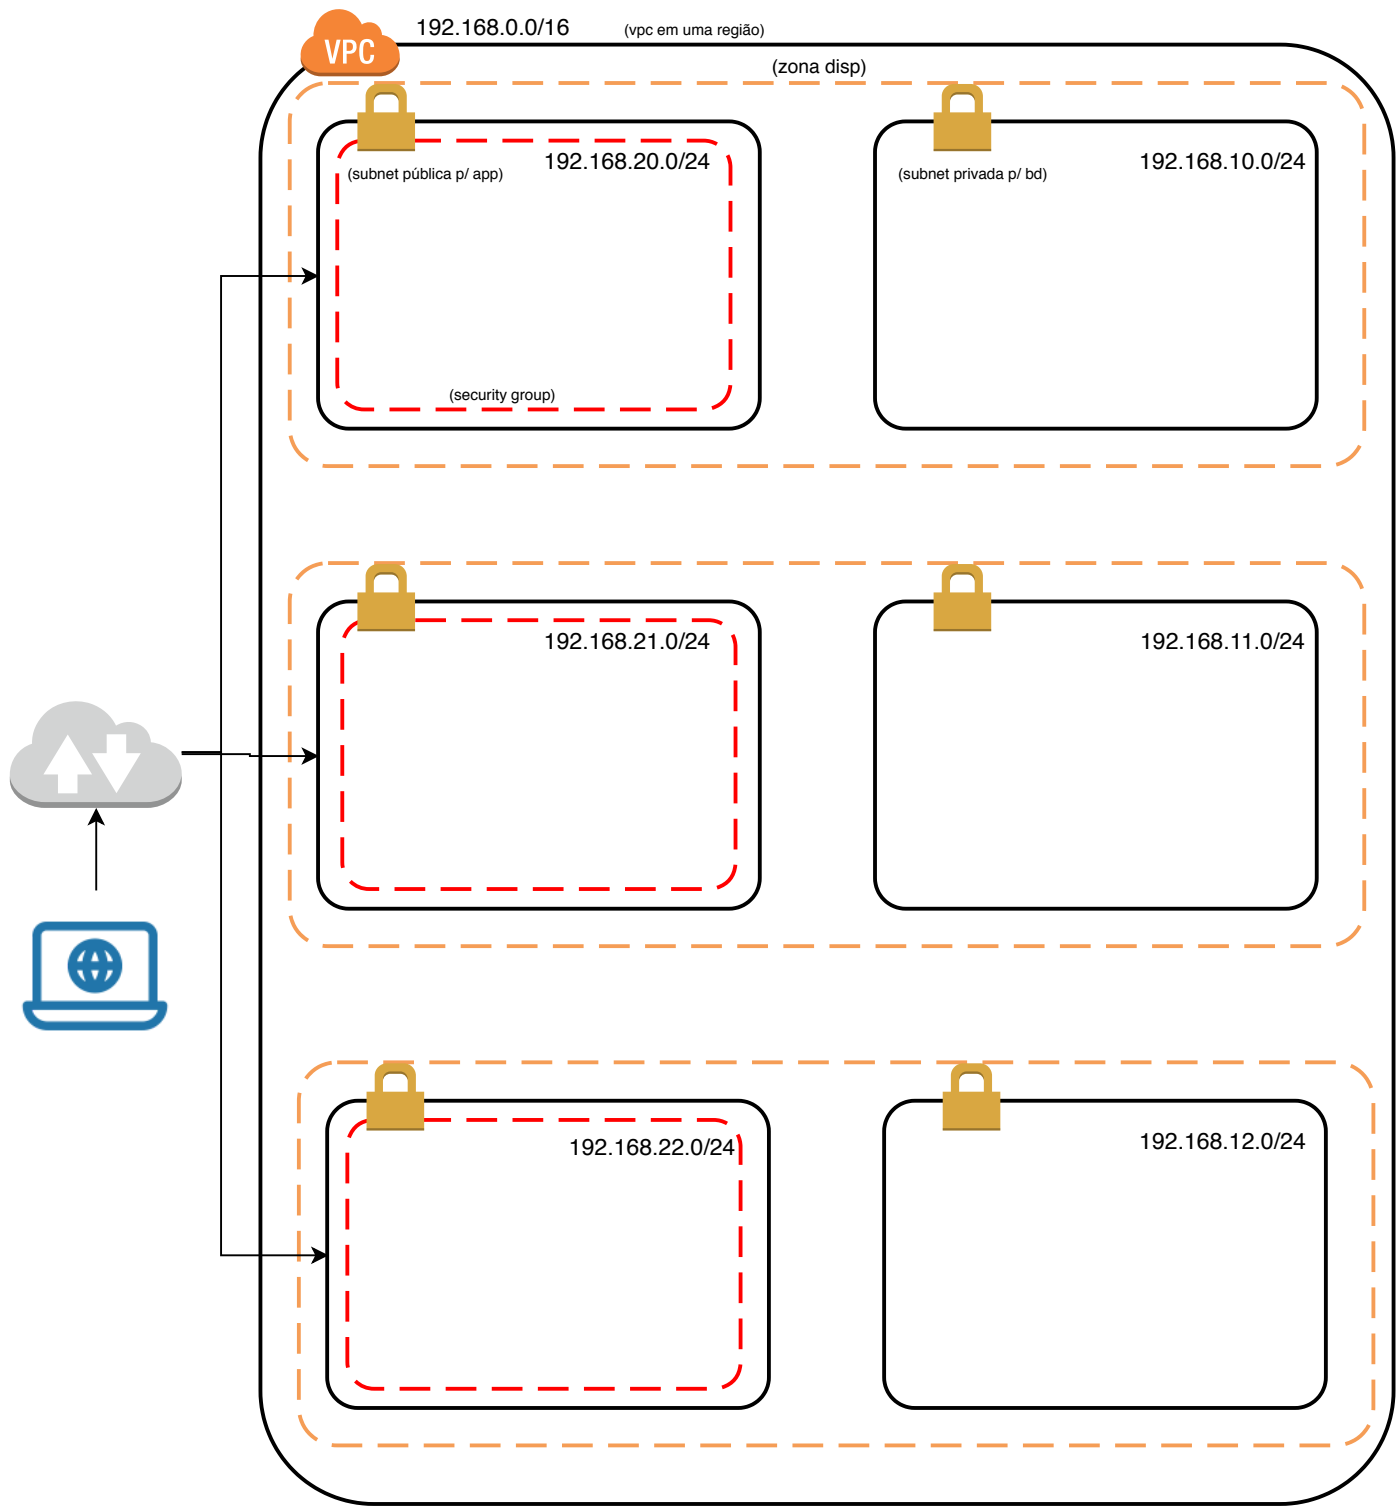 VPC
192.168.0.0/16
(vpc em uma região)
(zona disp)
192.168.20.0/24
(subnet pública p/ app)
(security group)
192.168.10.0/24
(subnet privada p/ bd)
192.168.21.0/24
192.168.11.0/24
192.168.22.0/24
192.168.12.0/24